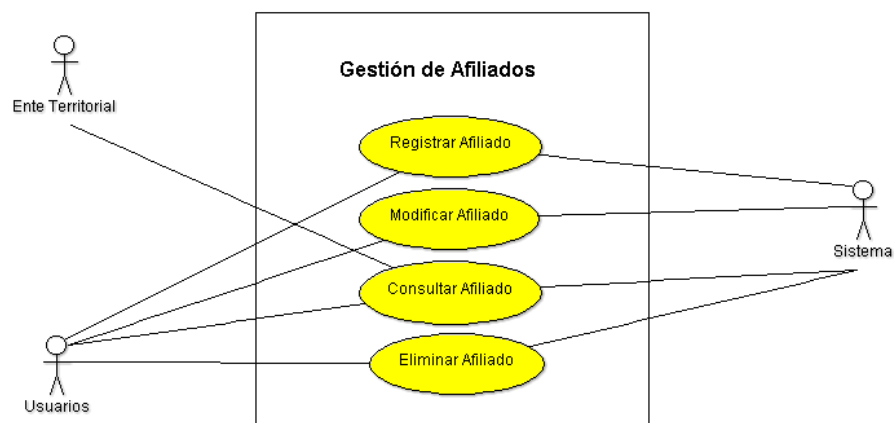 Gestión de Afiliados
Ente Territorial
Registrar Afiliado
Modificar Afiliado
Sistema
Consultar Afiliado
Eliminar Afiliado
Usuarios